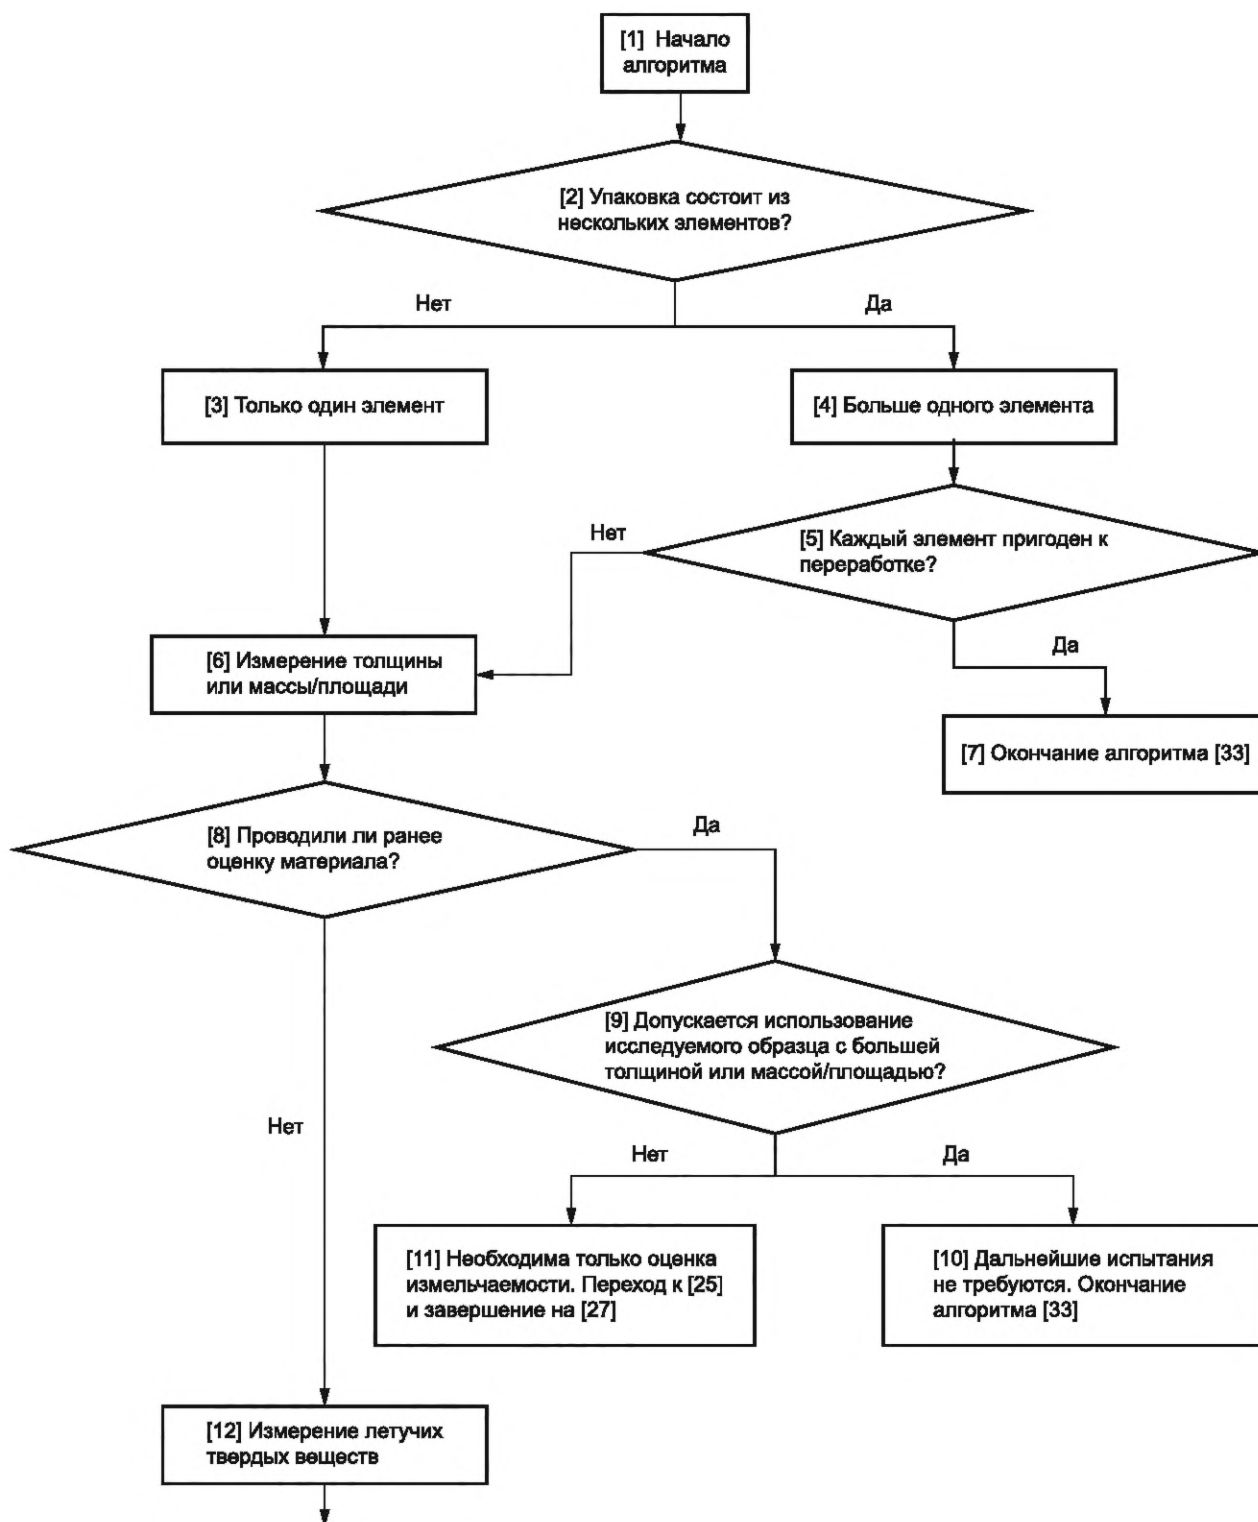 [1] Начало
алгоритма
[2] Упаковка состоит из
нескольких элементов?
Нет
Да
[3] Только один элемент
[4] Больше одного элемента
Нет
[5] Каждый элемент пригоден к
переработке?
Да
[6] Измерение толщины
или массы/площади
[7] Окончание алгоритма [33]
[8] Проводили ли ранее
оценку материала?
Да
[9] Допускается использование
исследуемого образца с большей
толщиной или массой/площадью?
Нет
Нет
Да
[11] Необходима только оценка
измельчаемости. Переход к [25]
и завершение на [27]
[10] Дальнейшие испытания
не требуются. Окончание
алгоритма [33]
[12] Измерение летучих
твердых веществ